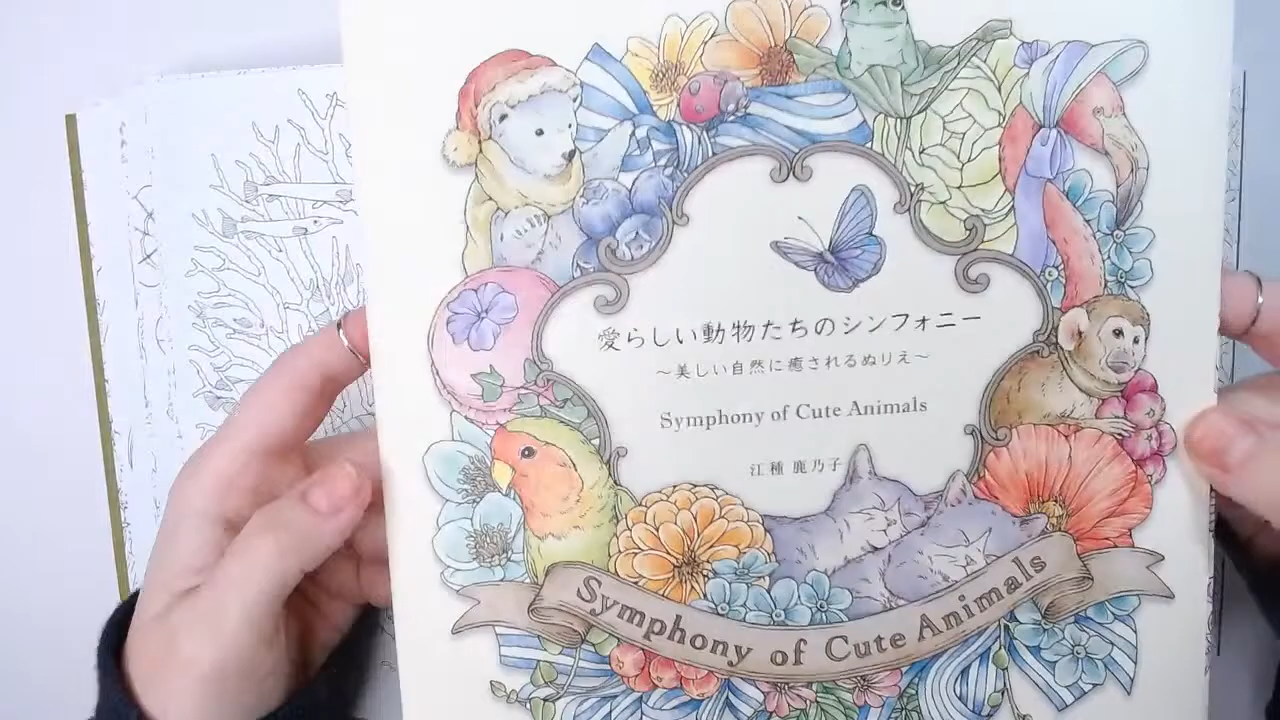 愛らしい動物たちのシンフォニー
～美しい自然に癒されるぬりえ～
Symphony of Cute Animals
江種 鹿乃子
Symphony of Cute Animals